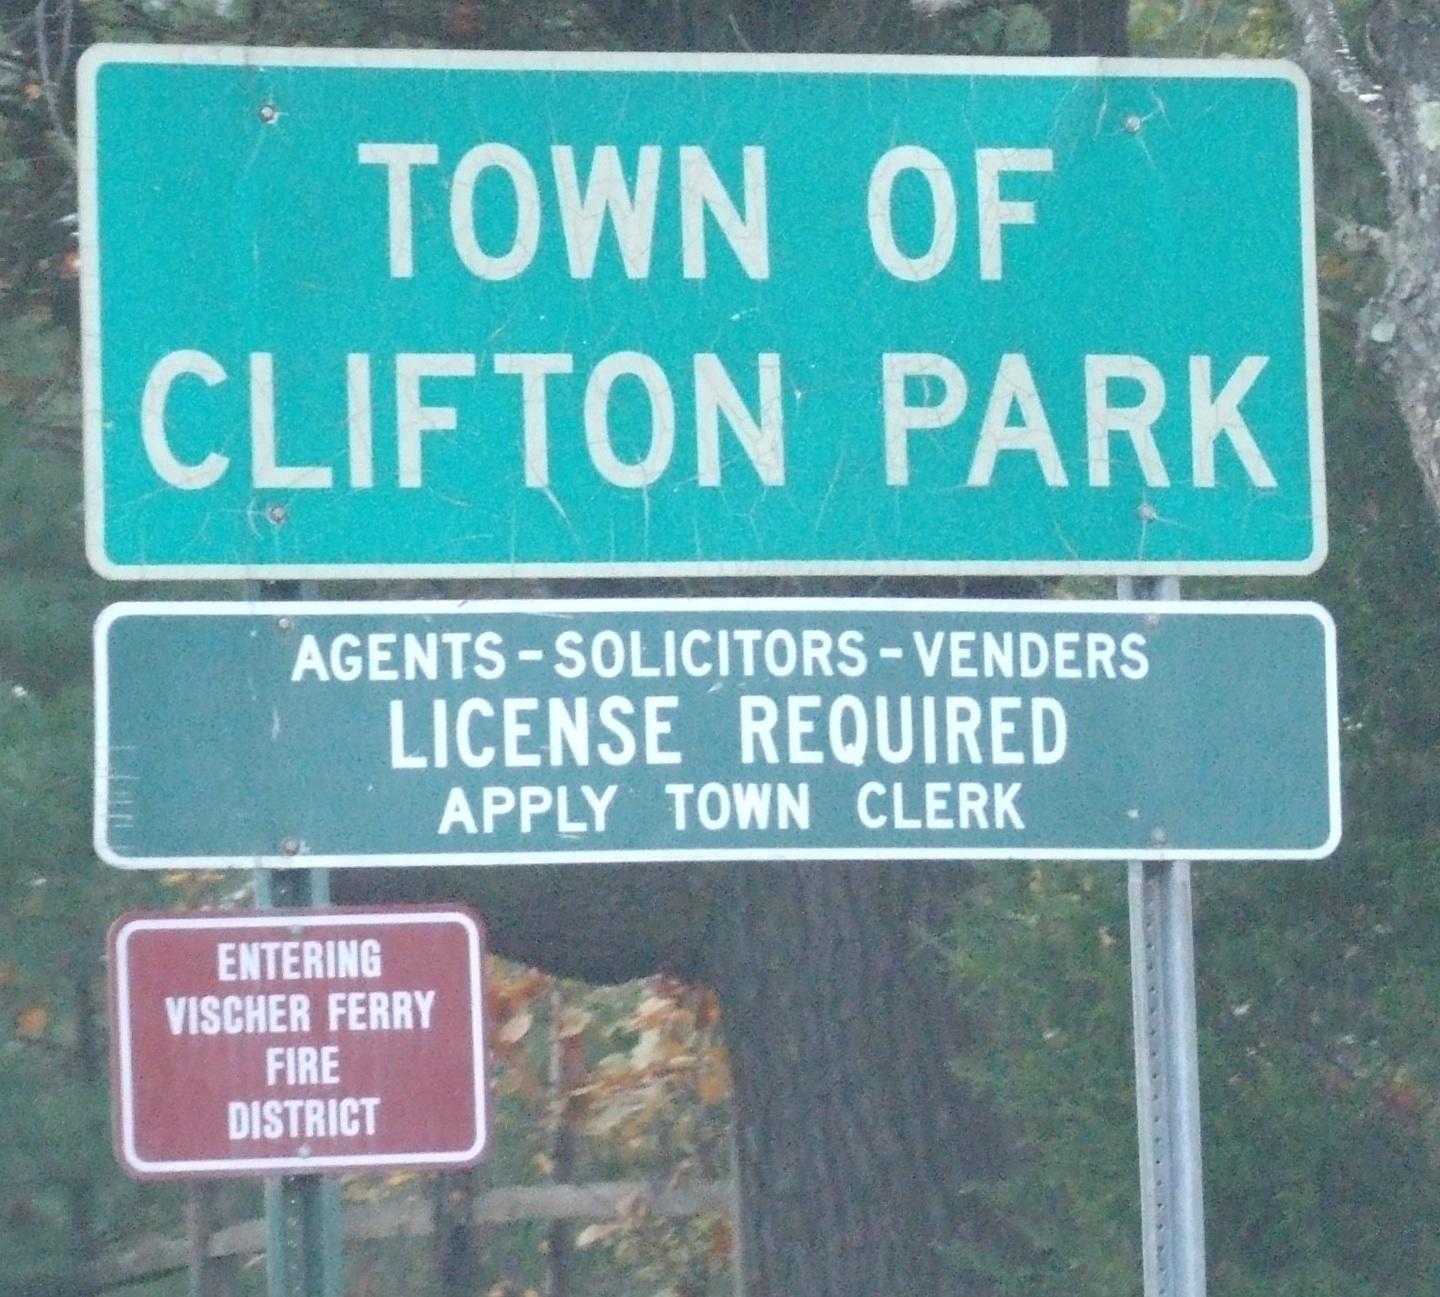 TOWN OF
CLIFTON PARK
AGENTS-SOLICITORS-VENDERS
LICENSE REQUIRED
APPLY TOWN CLERK
ENTERING
VISCHER FERRY
FIRE
DISTRICT